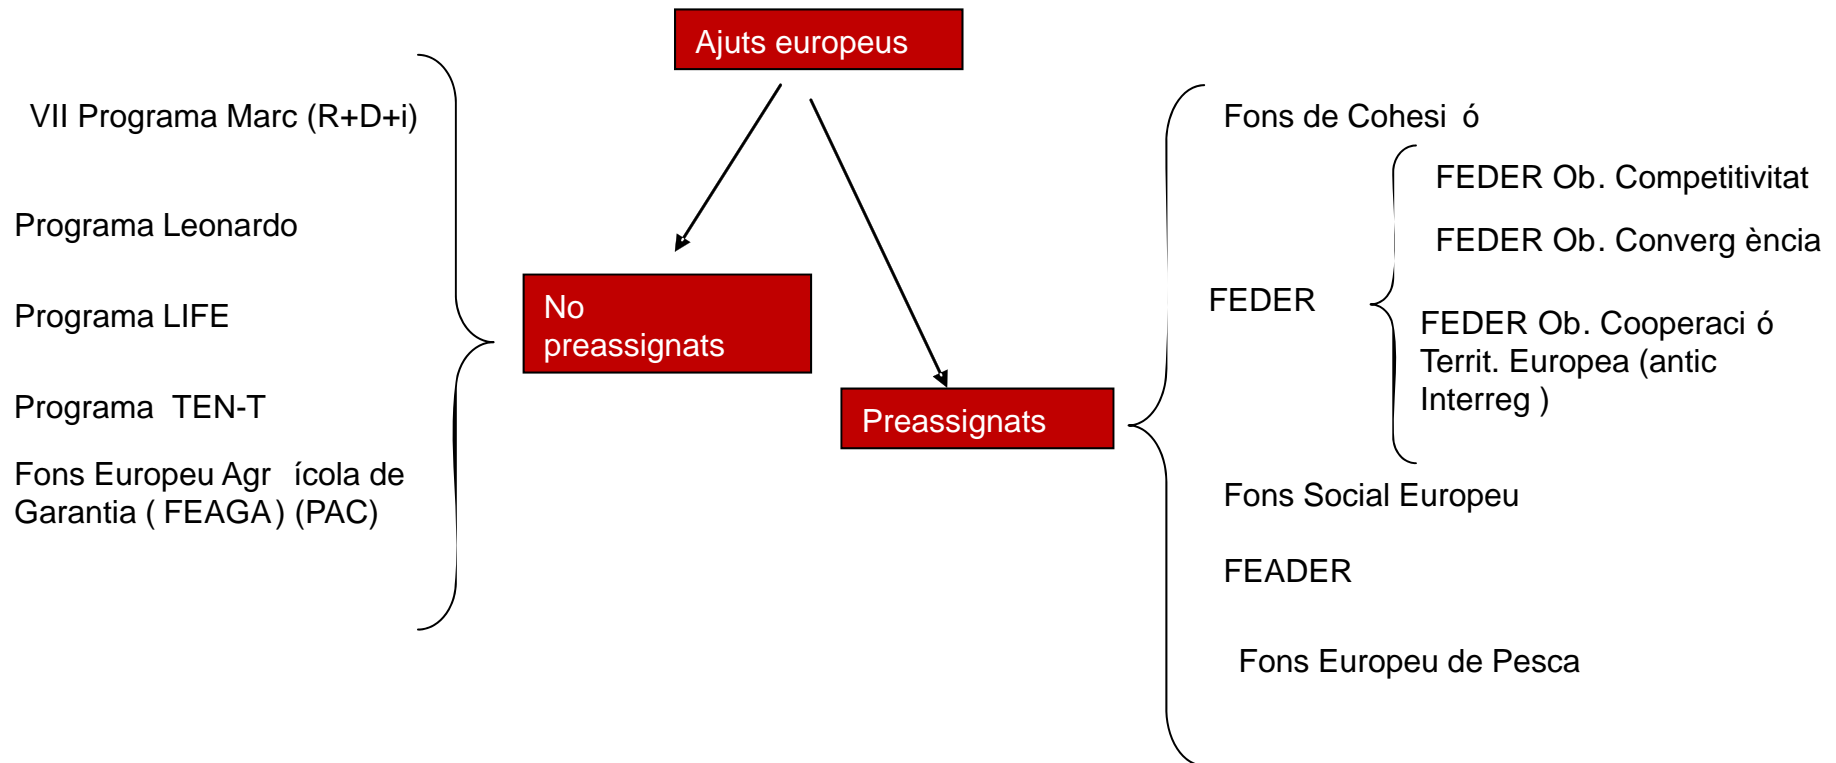 Ajuts europeus
VII Programa Marc (R+D+i)
Programa Leonardo
Programa LIFE
Programa TEN-T
Fons Europeu Agr ícola de
Garantia ( FEAGA) (PAC)
No
preassignats
Preassignats
Fons de Cohesi ó
FEDER
FEDER Ob. Competitivitat
FEDER Ob. Converg ència
FEDER Ob. Cooperaci ó
Territ. Europea (antic
Interreg )
Fons Social Europeu
FEADER
Fons Europeu de Pesca